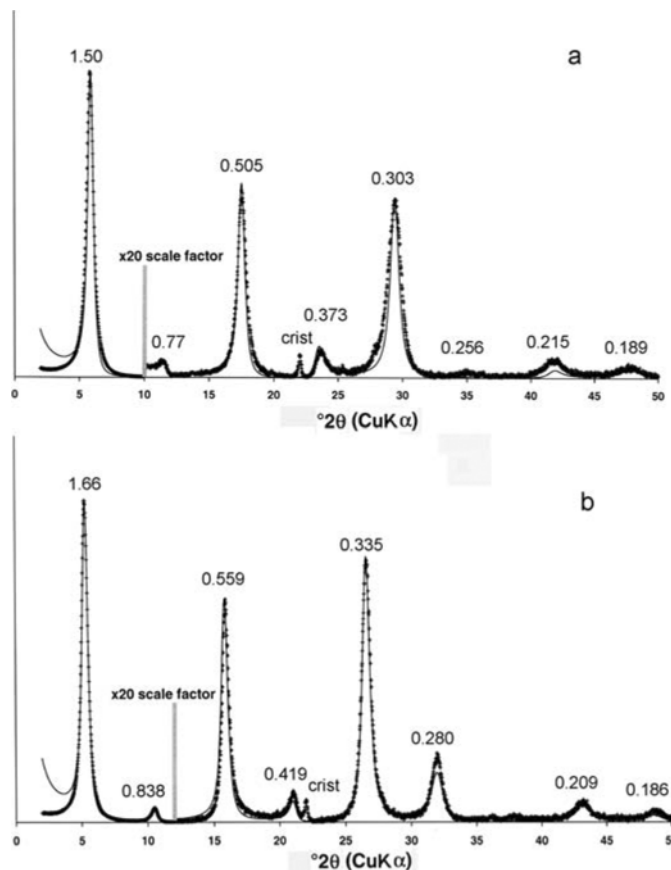 1.50
a
0.505
0.303
x20 scale factor
0.77
crist
0.373
0.256
0.215
0.189
0 5 10 15 20 25 30 35 40 45 50
°2θ (CuKα)
1.66
b
0.559
0.335
x20 scale factor
0.838
0.419
crist
0.280
0.209
0.186
0 5 10 15 20 25 30 35 40 45
°2θ (CuKα)